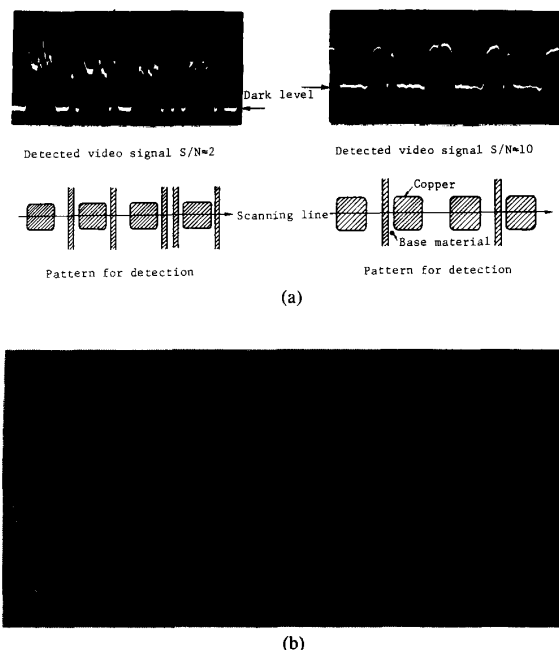 Dark level
Detected video signal S/N≈2
Detected video signal S/N≈10
Copper
Scanning line
Base material
Pattern for detection
Pattern for detection
(a)
(b)